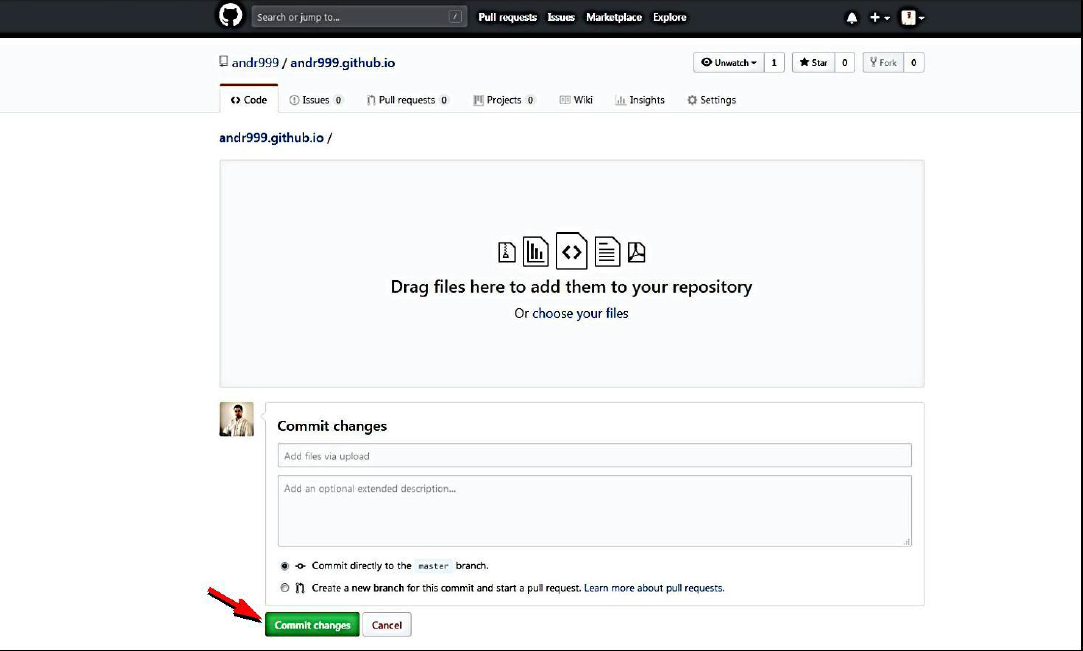 Search or jump to... / Pull requests Issues Marketplace Explore
andr999 / andr999.github.io Unwatch 1 Star 0 Fork 0
Code Issues 0 Pull requests 0 Projects 0 Wiki Insights Settings
andr999.github.io /
Drag files here to add them to your repository
Or choose your files
Commit changes
Add files via upload
Add an optional extended description...
Commit directly to the master branch.
Create a new branch for this commit and start a pull request. Learn more about pull requests.
Commit changes Cancel